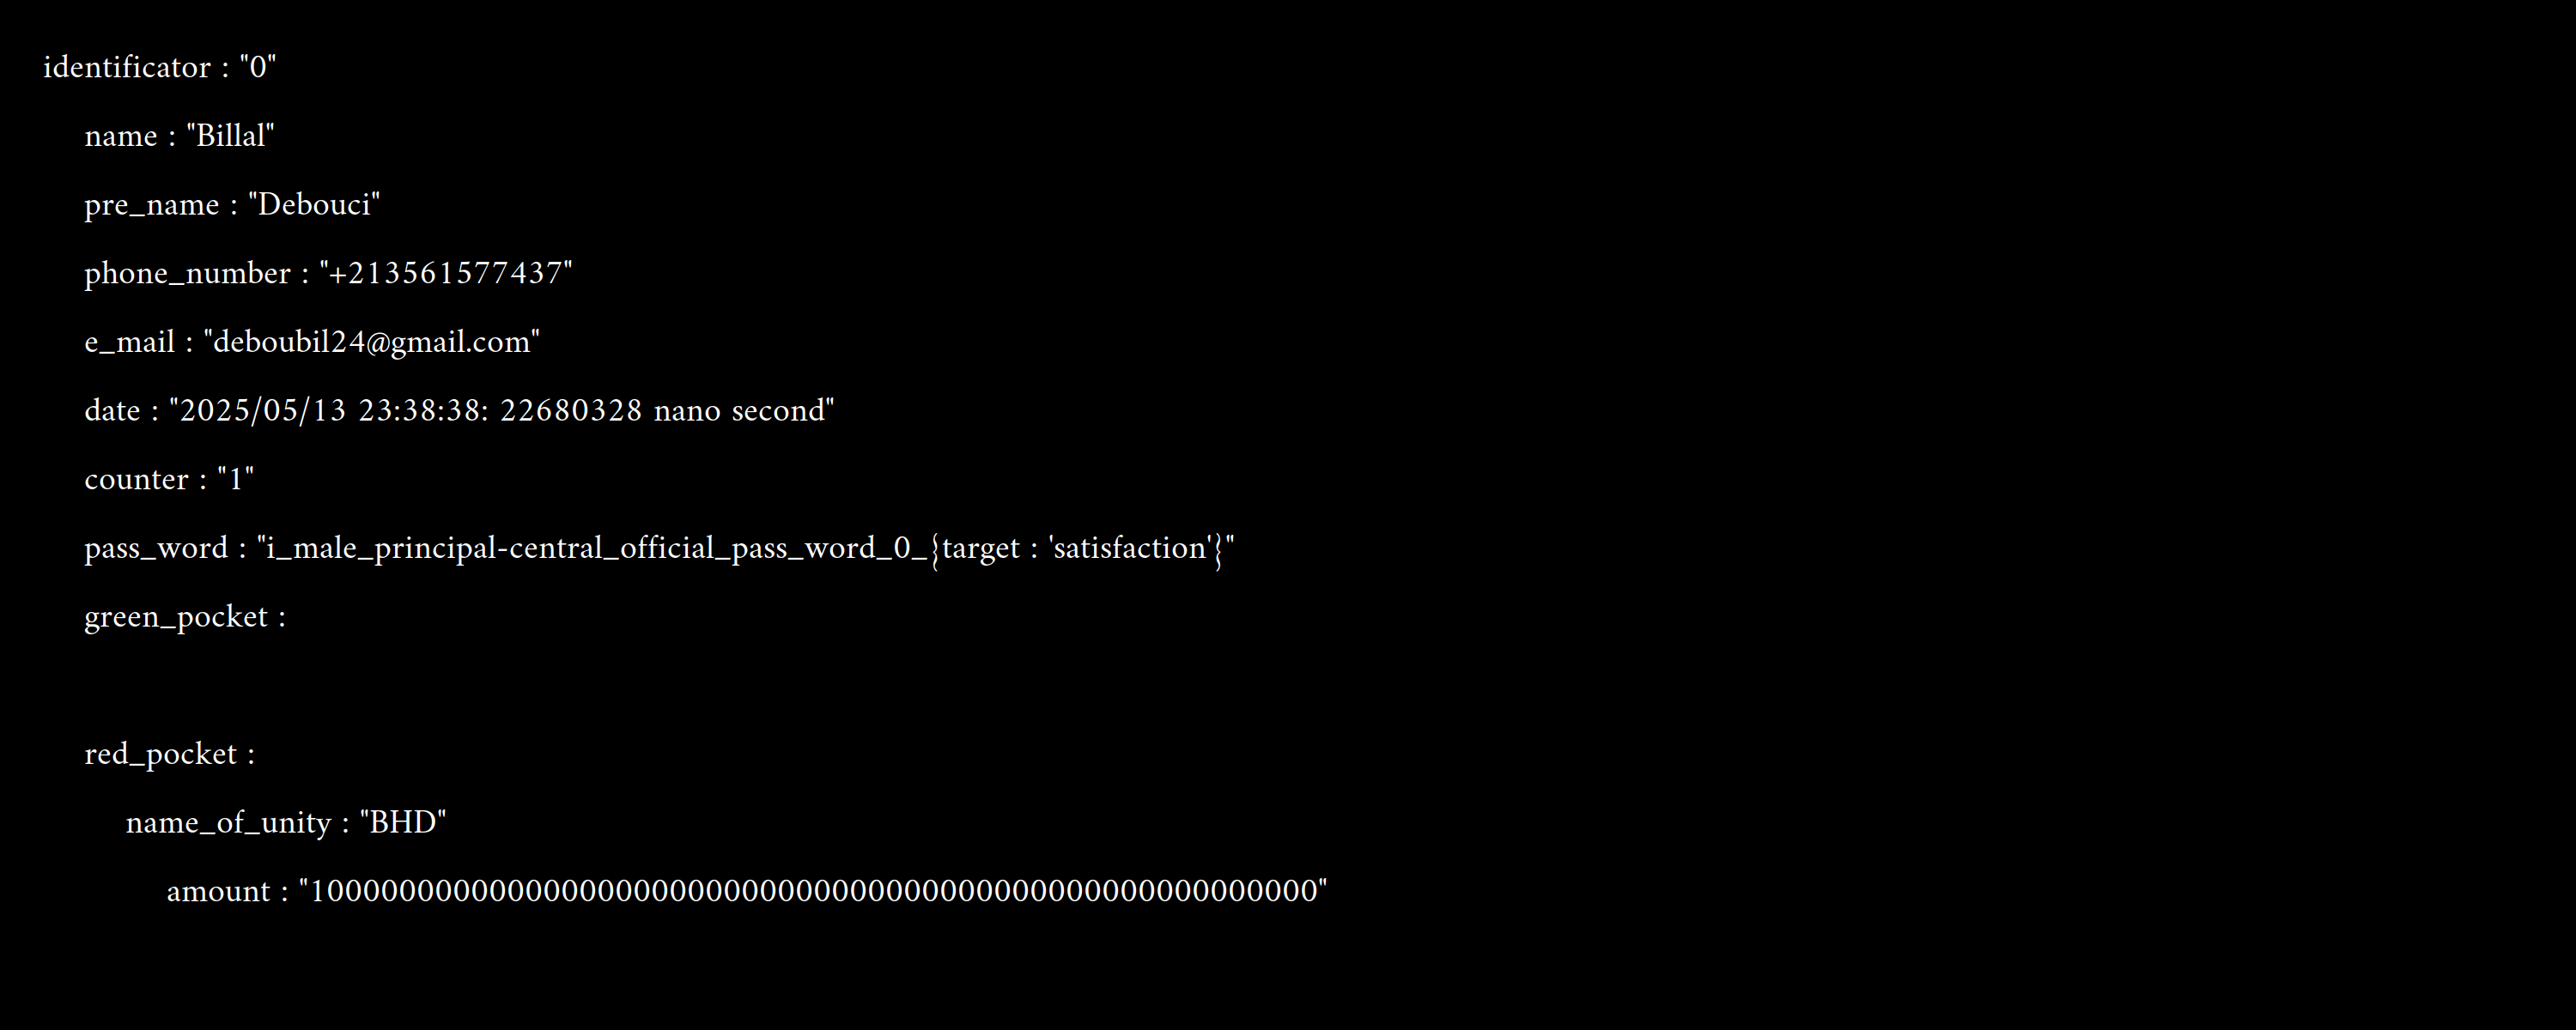 identificator : "0"
name : "Billal"
pre_name : "Debouci"
phone_number : "+213561577437"
e_mail : "deboubil24@gmail.com"
date : "2025/05/13 23:38:38: 22680328 nano second"
counter : "1"
pass_word : "i_male_principal-central_official_pass_word_0_{target : 'satisfaction'}"
green_pocket :
red_pocket :
name_of_unity : "BHD"
amount : "10000000000000000000000000000000000000000000000000000000"